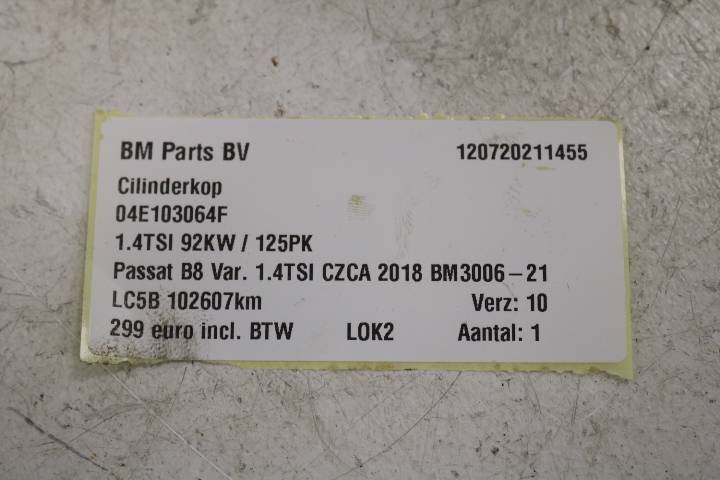 BM Parts BV 120720211455
Cilinderkop
04E103064F
1.4TSI 92KW / 125PK
Passat B8 Var. 1.4TSI CZCA 2018 BM3006-21
LC5B 102607km Verz: 10
299 euro incl. BTW LOK2 Aantal: 1